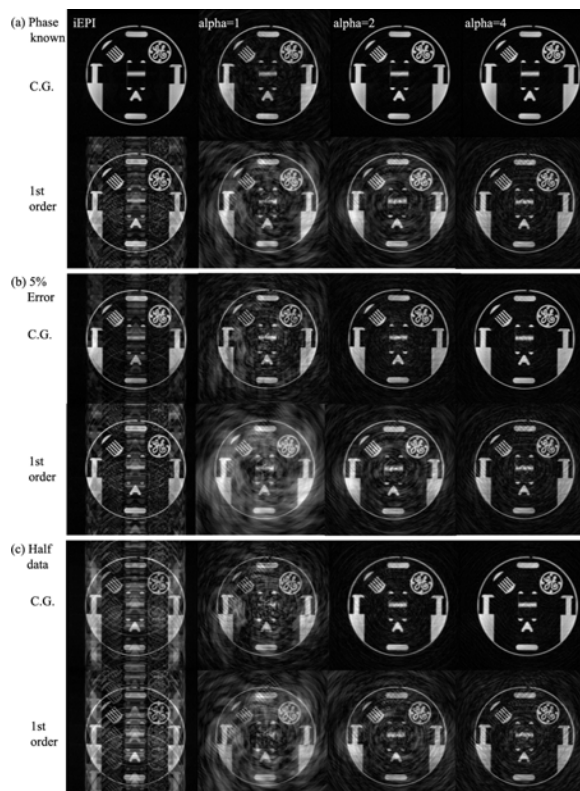 (a) Phase known iEPI alpha=1 alpha=2 alpha=4
C.G.
1st
order
(b) 5%
Error
C.G.
1st
order
(c) Half
data
C.G.
1st
order